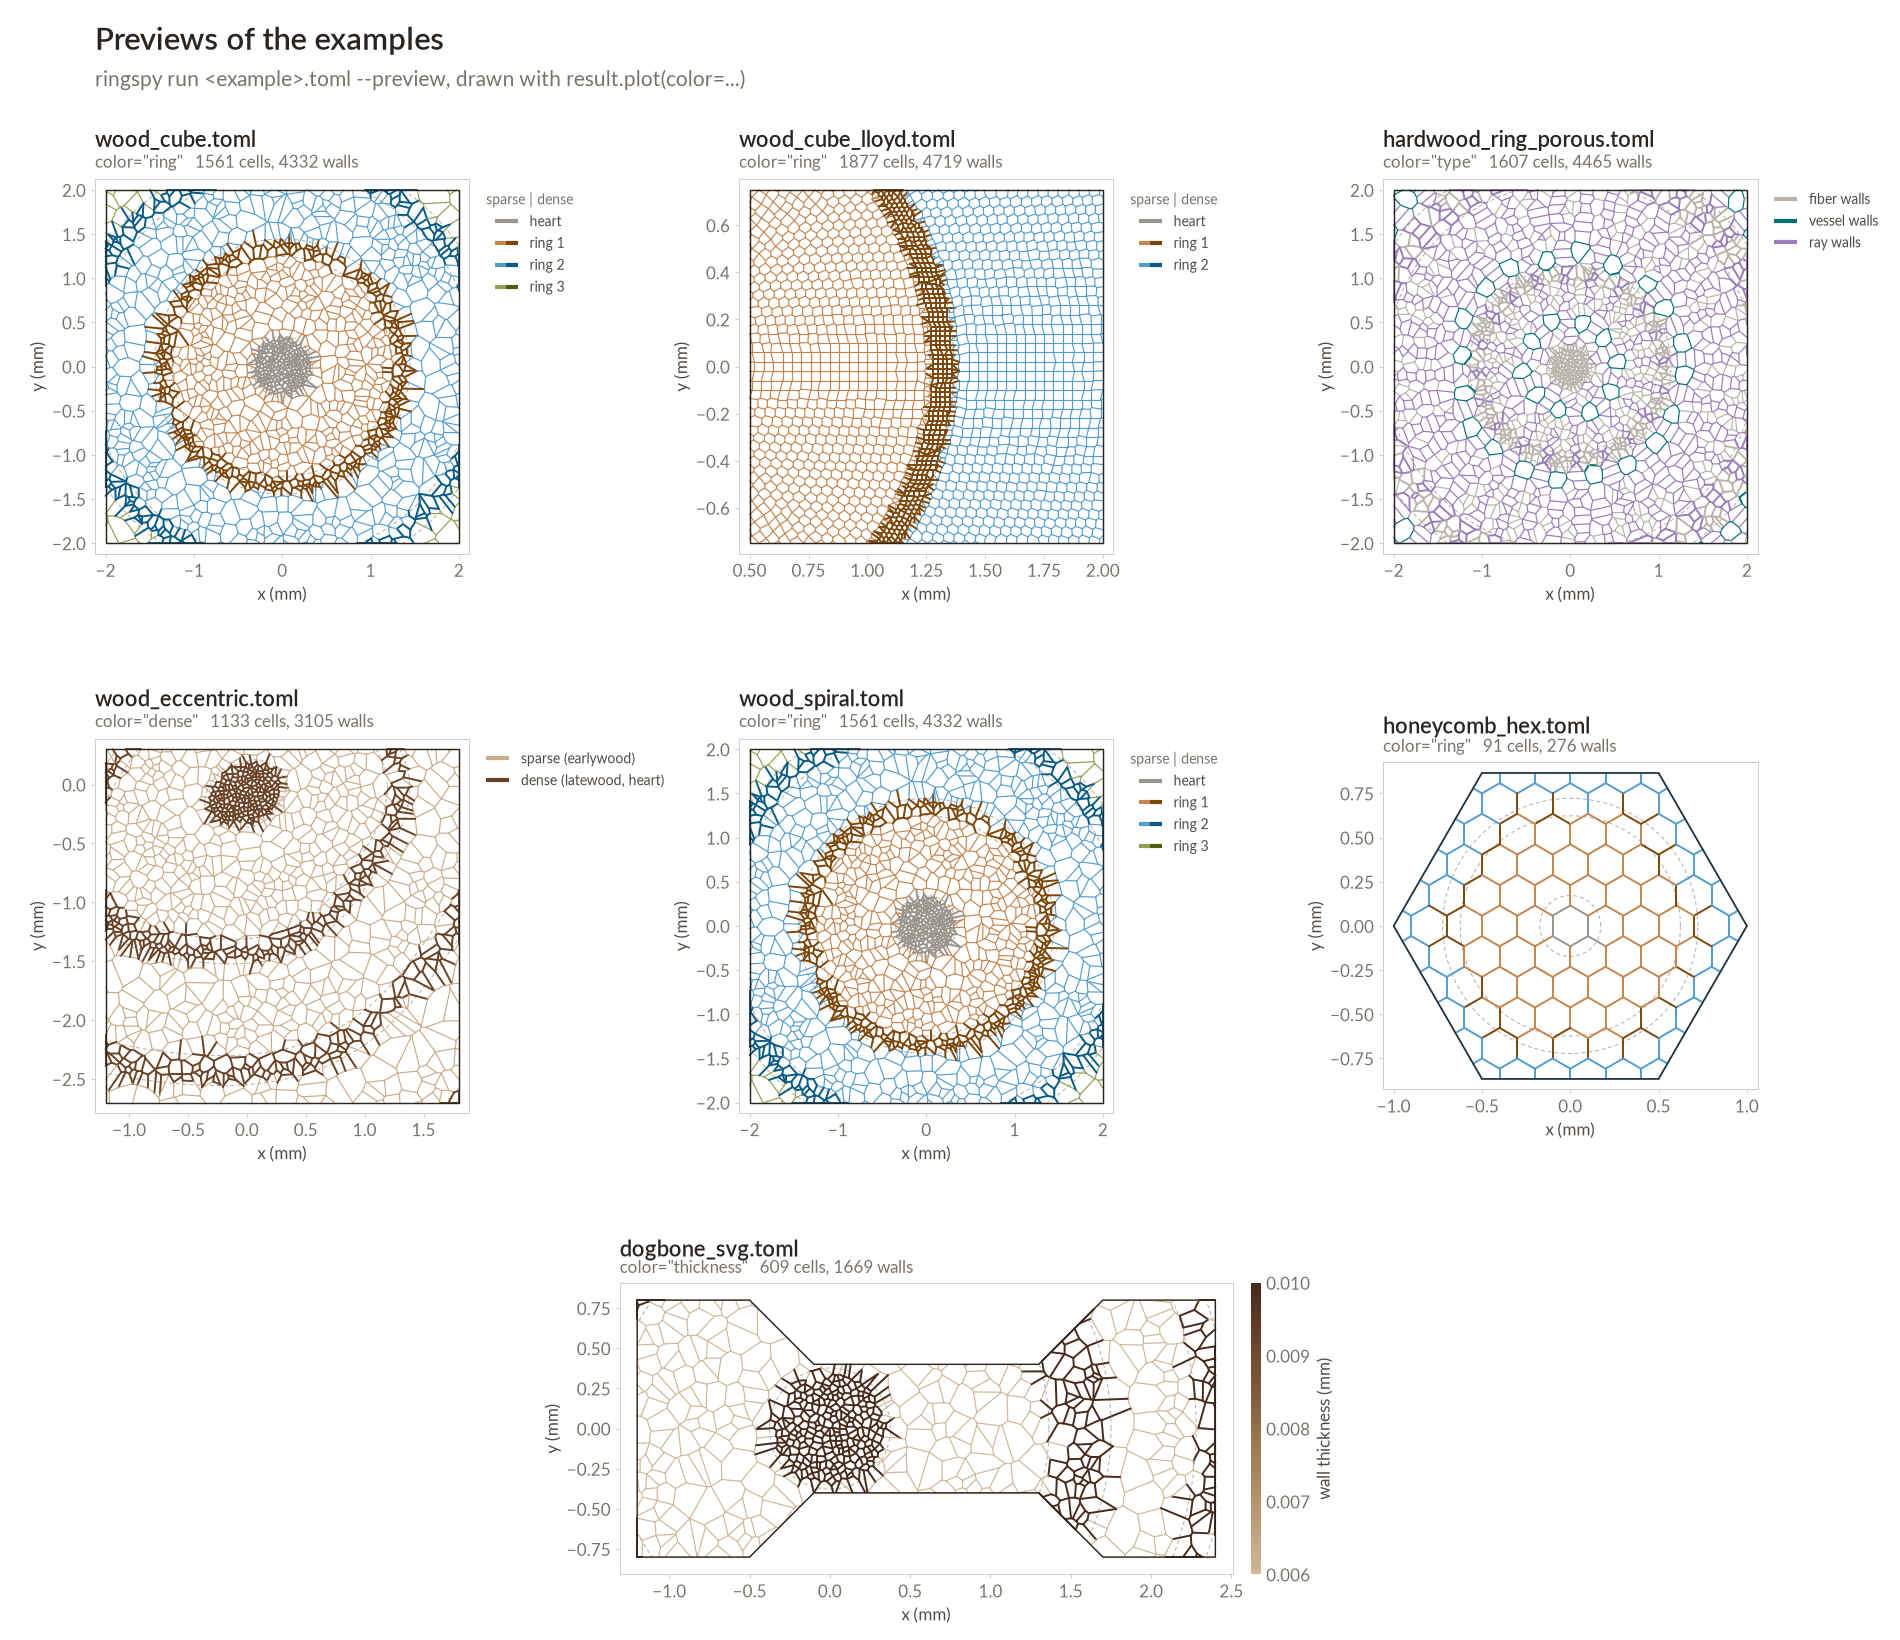 Previews of the examples
ringspy run <example>.toml --preview, drawn with result.plot(color=...)
wood_cube.toml
color="ring"   1561 cells, 4332 walls
2.0
1.5
1.0
0.5
0.0
−0.5
−1.0
−1.5
−2.0
y (mm)
−2
−1
0
1
2
x (mm)
sparse | dense
heart
ring 1
ring 2
ring 3
wood_cube_lloyd.toml
color="ring"   1877 cells, 4719 walls
0.6
0.4
0.2
0.0
−0.2
−0.4
−0.6
y (mm)
0.50
0.75
1.00
1.25
1.50
1.75
2.00
x (mm)
sparse | dense
heart
ring 1
ring 2
hardwood_ring_porous.toml
color="type"   1607 cells, 4465 walls
2.0
1.5
1.0
0.5
0.0
−0.5
−1.0
−1.5
−2.0
y (mm)
−2
−1
0
1
2
x (mm)
fiber walls
vessel walls
ray walls
wood_eccentric.toml
color="dense"   1133 cells, 3105 walls
0.0
−0.5
−1.0
−1.5
−2.0
−2.5
y (mm)
−1.0
−0.5
0.0
0.5
1.0
1.5
x (mm)
sparse (earlywood)
dense (latewood, heart)
wood_spiral.toml
color="ring"   1561 cells, 4332 walls
2.0
1.5
1.0
0.5
0.0
−0.5
−1.0
−1.5
−2.0
y (mm)
−2
−1
0
1
2
x (mm)
sparse | dense
heart
ring 1
ring 2
ring 3
honeycomb_hex.toml
color="ring"   91 cells, 276 walls
0.75
0.50
0.25
0.00
−0.25
−0.50
−0.75
y (mm)
−1.0
−0.5
0.0
0.5
1.0
x (mm)
dogbone_svg.toml
color="thickness"   609 cells, 1669 walls
0.75
0.50
0.25
0.00
−0.25
−0.50
−0.75
y (mm)
−1.0
−0.5
0.0
0.5
1.0
1.5
2.0
2.5
x (mm)
0.010
0.009
0.008
0.007
0.006
wall thickness (mm)